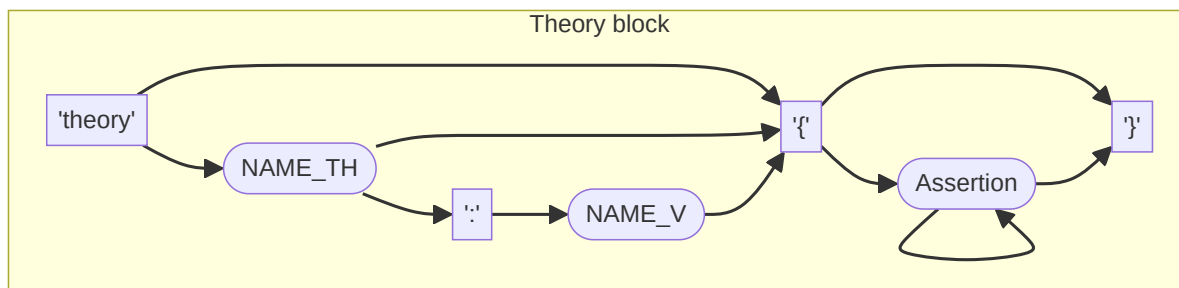 Theory block
'theory'
NAME_TH
':'
NAME_V
'{'
Assertion
'}'